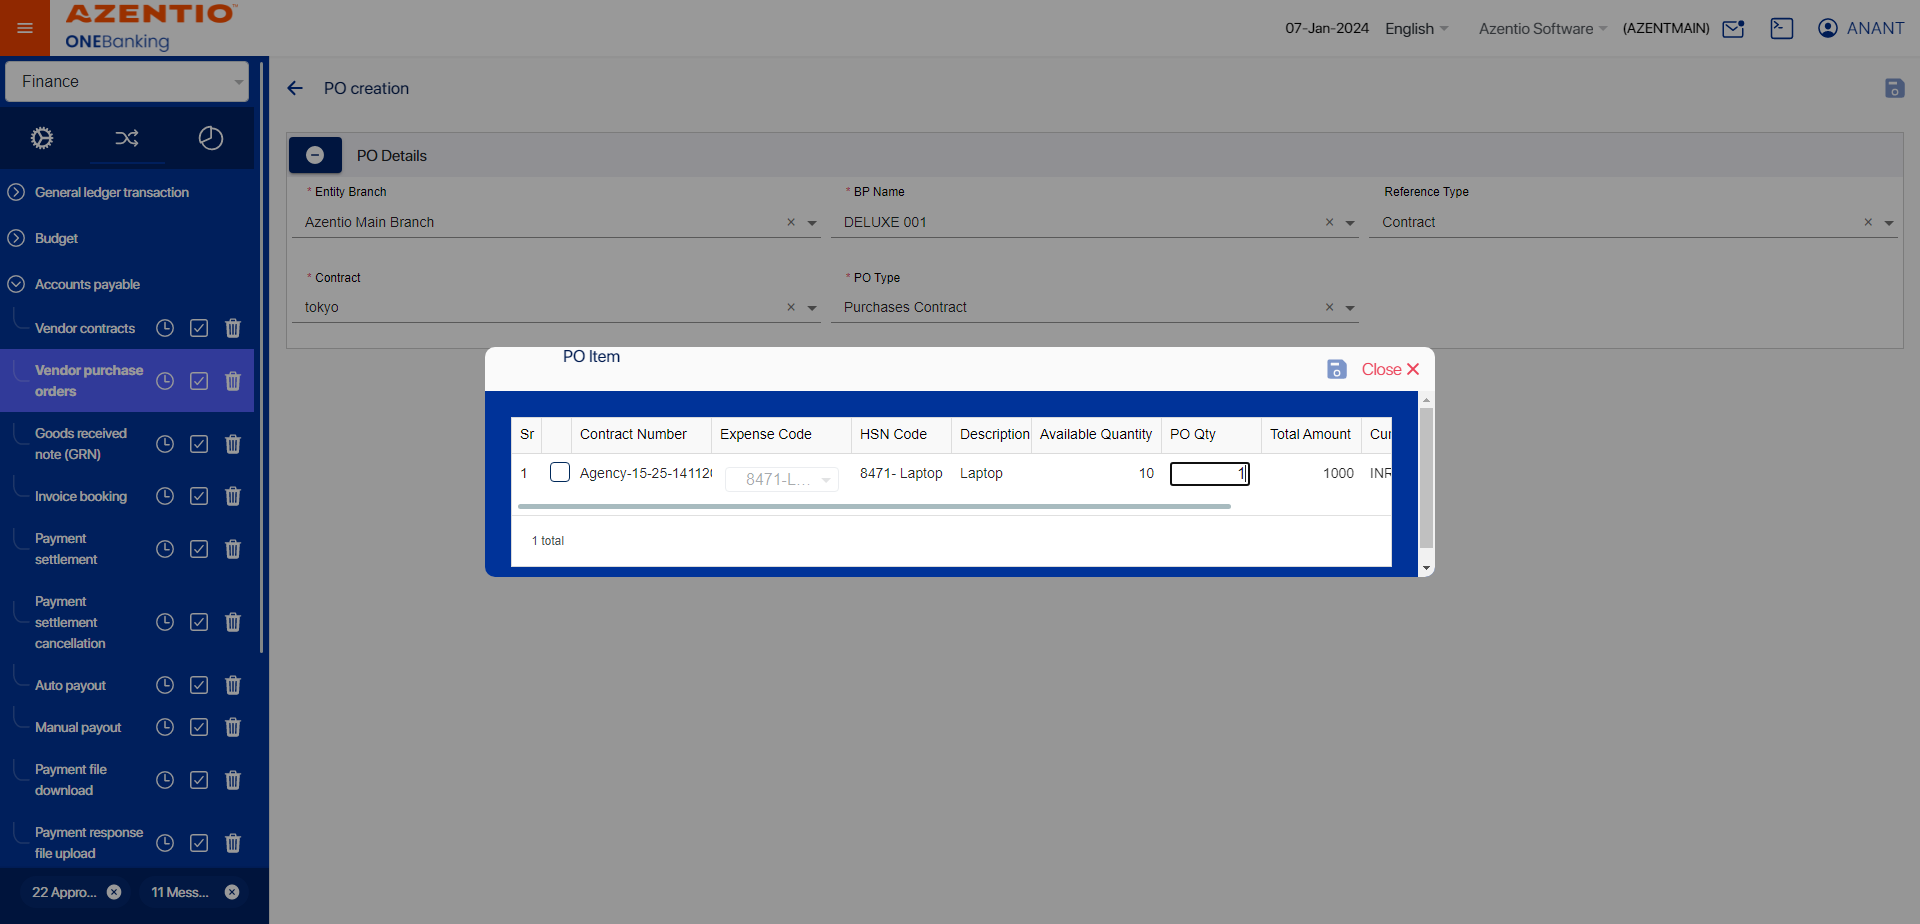 AZENTIO™
ONEBanking
07-Jan-2024 English Azentio Software (AZENTMAIN) ANANT
Finance
General ledger transaction
Budget
Accounts payable
Vendor contracts
Vendor purchase
orders
Goods received
note (GRN)
Invoice booking
Payment
settlement
Payment
settlement
cancellation
Auto payout
Manual payout
Payment file
download
Payment response
file upload
22 Appro... 11 Mess...
PO creation
PO Details
* Entity Branch * BP Name Reference Type
Azentio Main Branch × DELUXE 001 × Contract ×
* Contract * PO Type
tokyo × Purchases Contract ×
PO Item
Close ×
Sr Contract Number Expense Code HSN Code Description Available Quantity PO Qty Total Amount Cur
1 Agency-15-25-14112 8471-L... 8471- Laptop Laptop 10 1 1000 INR
1 total